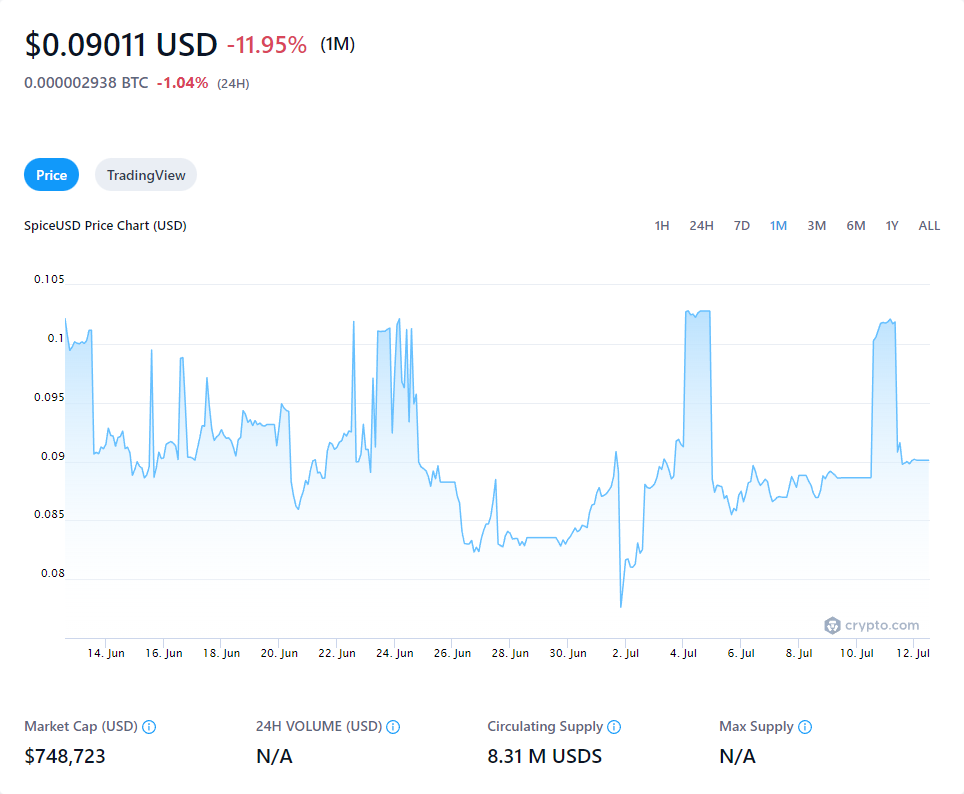 $0.09011 USD -11.95% (1M)
0.000002938 BTC -1.04% (24H)
Price TradingView
SpiceUSD Price Chart (USD) 1H 24H 7D 1M 3M 6M 1Y ALL
0.105
0.1
0.095
0.09
0.085
0.08
crypto.com
14. Jun 16. Jun 18. Jun 20. Jun 22. Jun 24. Jun 26. Jun 28. Jun 30. Jun 2. Jul 4. Jul 6. Jul 8. Jul 10. Jul 12. Jul
Market Cap (USD) 24H VOLUME (USD) Circulating Supply Max Supply
$748,723 N/A 8.31 M USDS N/A